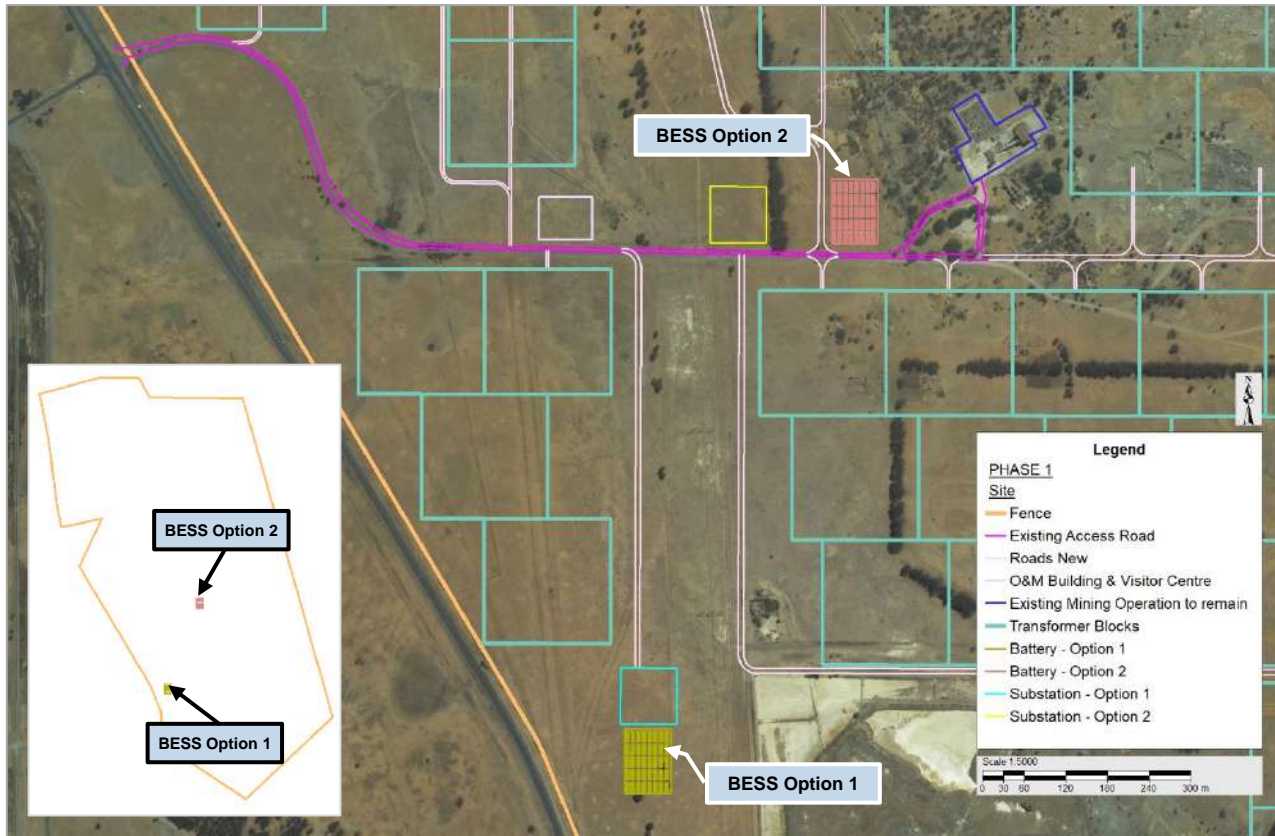 BESS Option 2
BESS Option 2
BESS Option 1
BESS Option 1
N
Legend
PHASE 1
Site
Fence
Existing Access Road
Roads New
O&M Building & Visitor Centre
Existing Mining Operation to remain
Transformer Blocks
Battery - Option 1
Battery - Option 2
Substation - Option 1
Substation - Option 2
Scale 1:5000
0 30 60 120 180 240 300 m